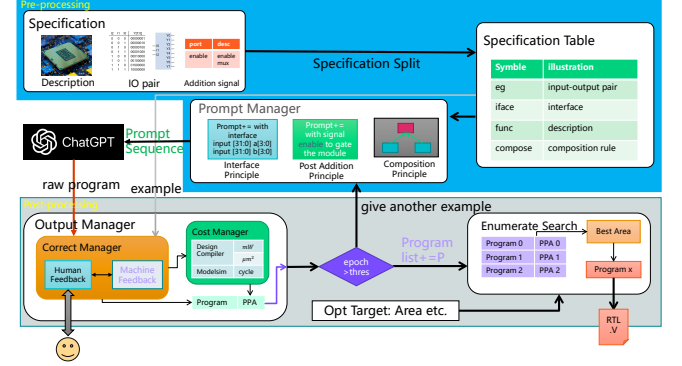 Pre-processing
Specification
Description
IO pair
port desc
enable enable mux
Addition signal
Specification Split
Specification Table
Symble illustration
eg input-output pair
iface interface
func description
compose composition rule
Prompt Manager
Prompt+= with
interface
input [31:0] a[3:0]
input [31:0] b[3:0]
Interface
Principle
Prompt+=
with signal
enable to gate
the module
Post Addition
Principle
Composition
Principle
ChatGPT
Prompt
Sequence
raw program
example
give another example
Output Manager
Correct Manager
Human
Feedback
Machine
Feedback
Cost Manager
Design
Compiler
mW
μm²
Modelsim cycle
Program PPA
epoch
>thres
Program
list+=P
Enumerate Search
Program 0 PPA 0
Program 1 PPA 1
Program 2 PPA 2
Best Area
Program x
Opt Target: Area etc.
RTL
.V